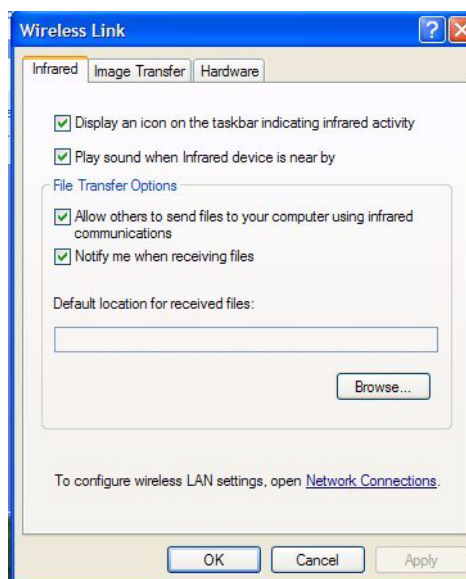 Wireless Link
Infrared Image Transfer Hardware
Display an icon on the taskbar indicating infrared activity
Play sound when Infrared device is near by
File Transfer Options
Allow others to send files to your computer using infrared
communications
Notify me when receiving files
Default location for received files:
Browse...
To configure wireless LAN settings, open Network Connections.
OK Cancel Apply